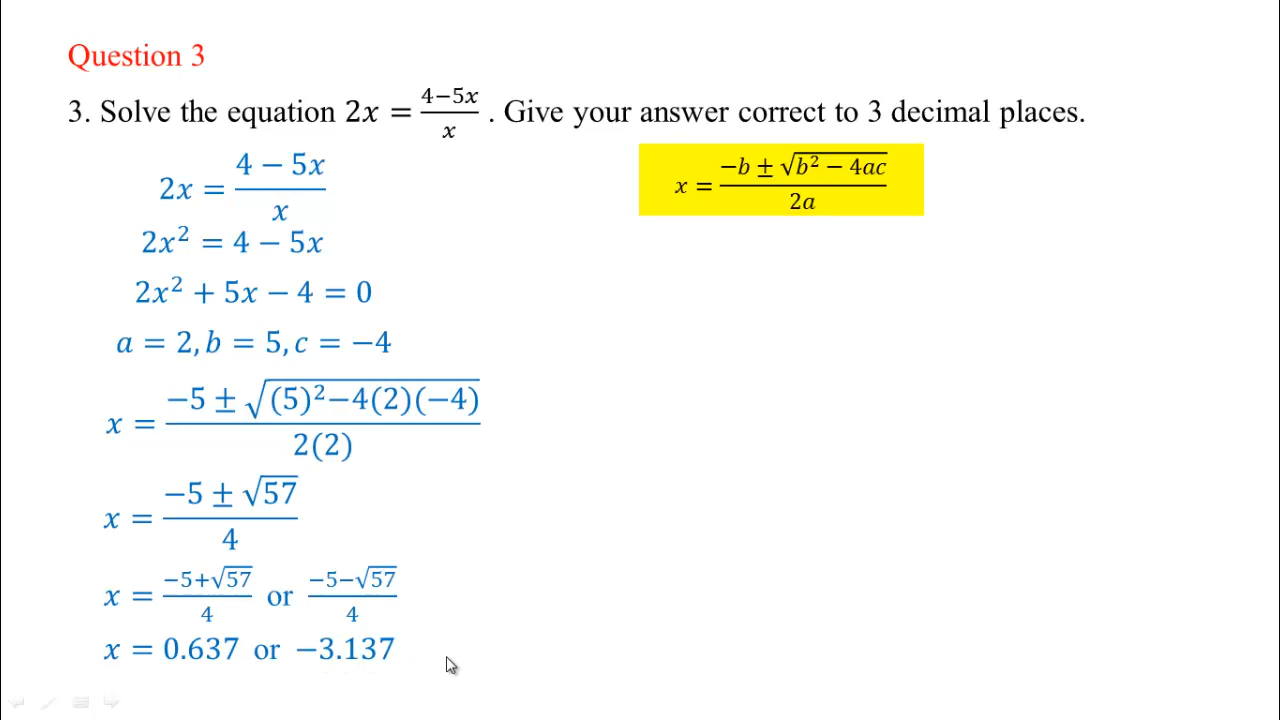 Question 3
3. Solve the equation 2x = (4−5x)/x . Give your answer correct to 3 decimal places.
2x = (4 − 5x)/x
x = (−b ± √(b² − 4ac))/2a
2x² = 4 − 5x
2x² + 5x − 4 = 0
a = 2, b = 5, c = −4
x = (−5 ± √((5)²−4(2)(−4)))/2(2)
x = (−5 ± √57)/4
x = (−5+√57)/4 or (−5−√57)/4
x = 0.637 or −3.137